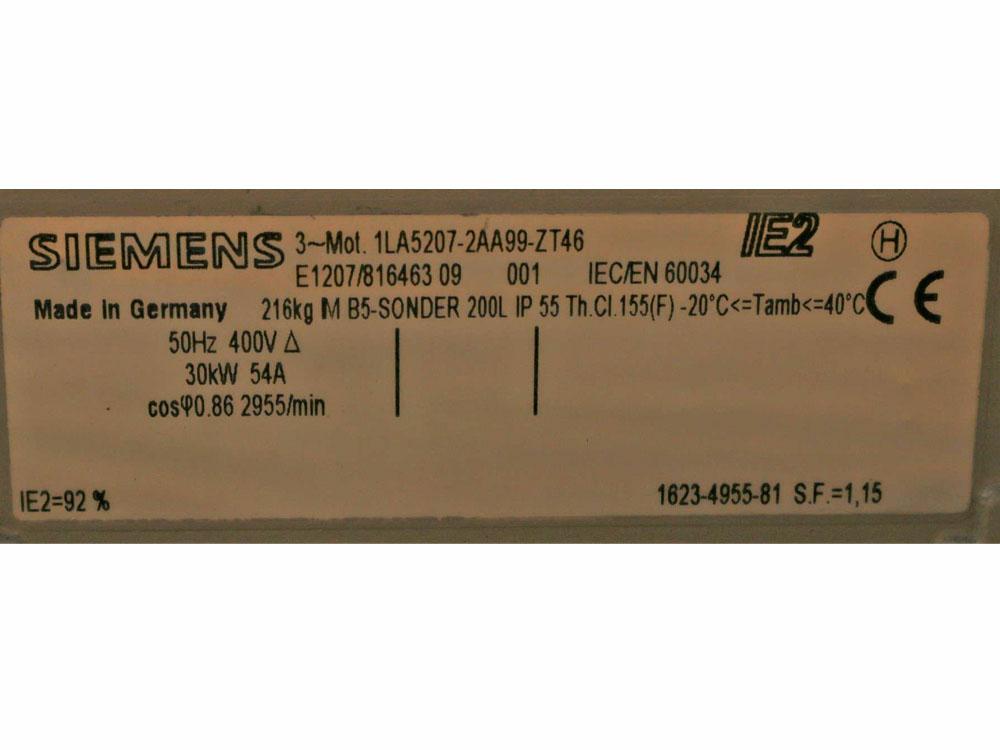 SIEMENS 3~Mot. 1LA5207-2AA99-ZT46 IE2 H
E1207/816463 09 001 IEC/EN 60034
Made in Germany 216kg IM B5-SONDER 200L IP 55 Th.Cl.155(F) -20°C<=Tamb<=40°C CE
50Hz 400V Δ
30kW 54A
cosφ0.86 2955/min
IE2=92 % 1623-4955-81 S.F.=1,15